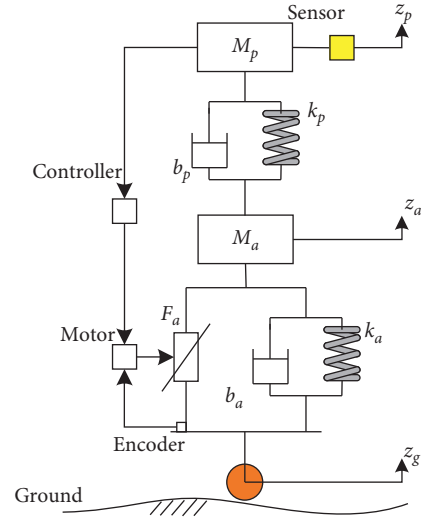 Sensor
z_p
M_p
k_p
b_p
Controller
z_a
M_a
F_a
Motor
k_a
b_a
Encoder
z_g
Ground